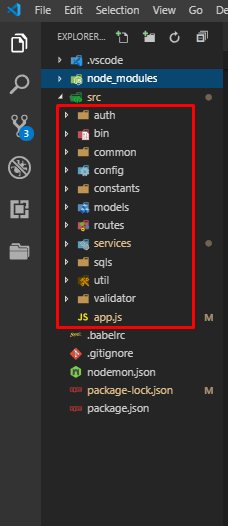 File Edit Selection View Go De
EXPLORER...
.vscode
node_modules
src
auth
bin
common
config
constants
models
routes
services
sqls
util
validator
JS app.js M
.babelrc
.gitignore
nodemon.json
package-lock.json M
package.json
3